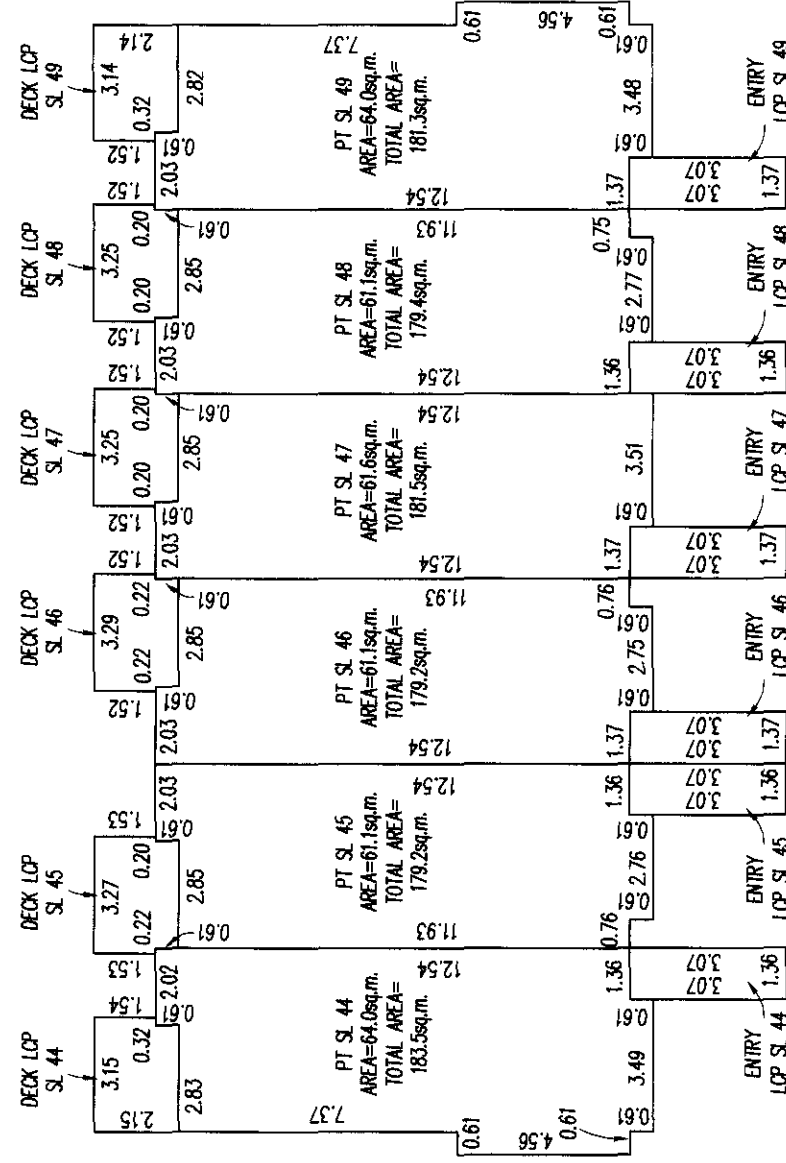 DECK LCP
SL 44
DECK LCP
SL 45
DECK LCP
SL 46
DECK LCP
SL 47
DECK LCP
SL 48
DECK LCP
SL 49
2.15
3.15
0.32
1.54
1.53
0.22
3.27
0.20
1.53
1.52
0.22
3.29
0.22
1.52
1.52
0.20
3.25
0.20
1.52
1.52
0.20
3.25
0.20
1.52
1.52
0.32
3.14
2.14
2.83
0.61
2.02
0.61
2.85
0.61
2.03
2.03
0.61
2.85
0.61
2.03
0.61
2.85
0.61
2.03
0.61
2.85
0.61
2.03
0.61
2.82
7.37
PT SL 44
AREA=64.0sq.m.
TOTAL AREA=
183.5sq.m.
12.54
11.93
PT SL 45
AREA=61.1sq.m.
TOTAL AREA=
179.2sq.m.
12.54
12.54
PT SL 46
AREA=61.1sq.m.
TOTAL AREA=
179.2sq.m.
11.93
12.54
PT SL 47
AREA=61.6sq.m.
TOTAL AREA=
181.5sq.m.
12.54
12.54
PT SL 48
AREA=61.1sq.m.
TOTAL AREA=
179.4sq.m.
11.93
12.54
PT SL 49
AREA=64.0sq.m.
TOTAL AREA=
181.3sq.m.
7.37
0.61
4.56
0.61
0.61
3.49
0.61
1.36
0.76
0.61
2.76
0.61
1.36
1.37
0.61
2.75
0.61
0.76
1.37
0.61
3.51
1.36
0.61
2.77
0.61
0.75
1.37
0.61
3.48
0.61
0.61
4.56
0.61
3.07
3.07
1.36
3.07
3.07
1.36
3.07
3.07
1.37
3.07
3.07
1.37
3.07
3.07
1.36
3.07
3.07
1.37
ENTRY
LCP SL 44
ENTRY
LCP SL 45
ENTRY
LCP SL 46
ENTRY
LCP SL 47
ENTRY
LCP SL 48
ENTRY
LCP SL 49